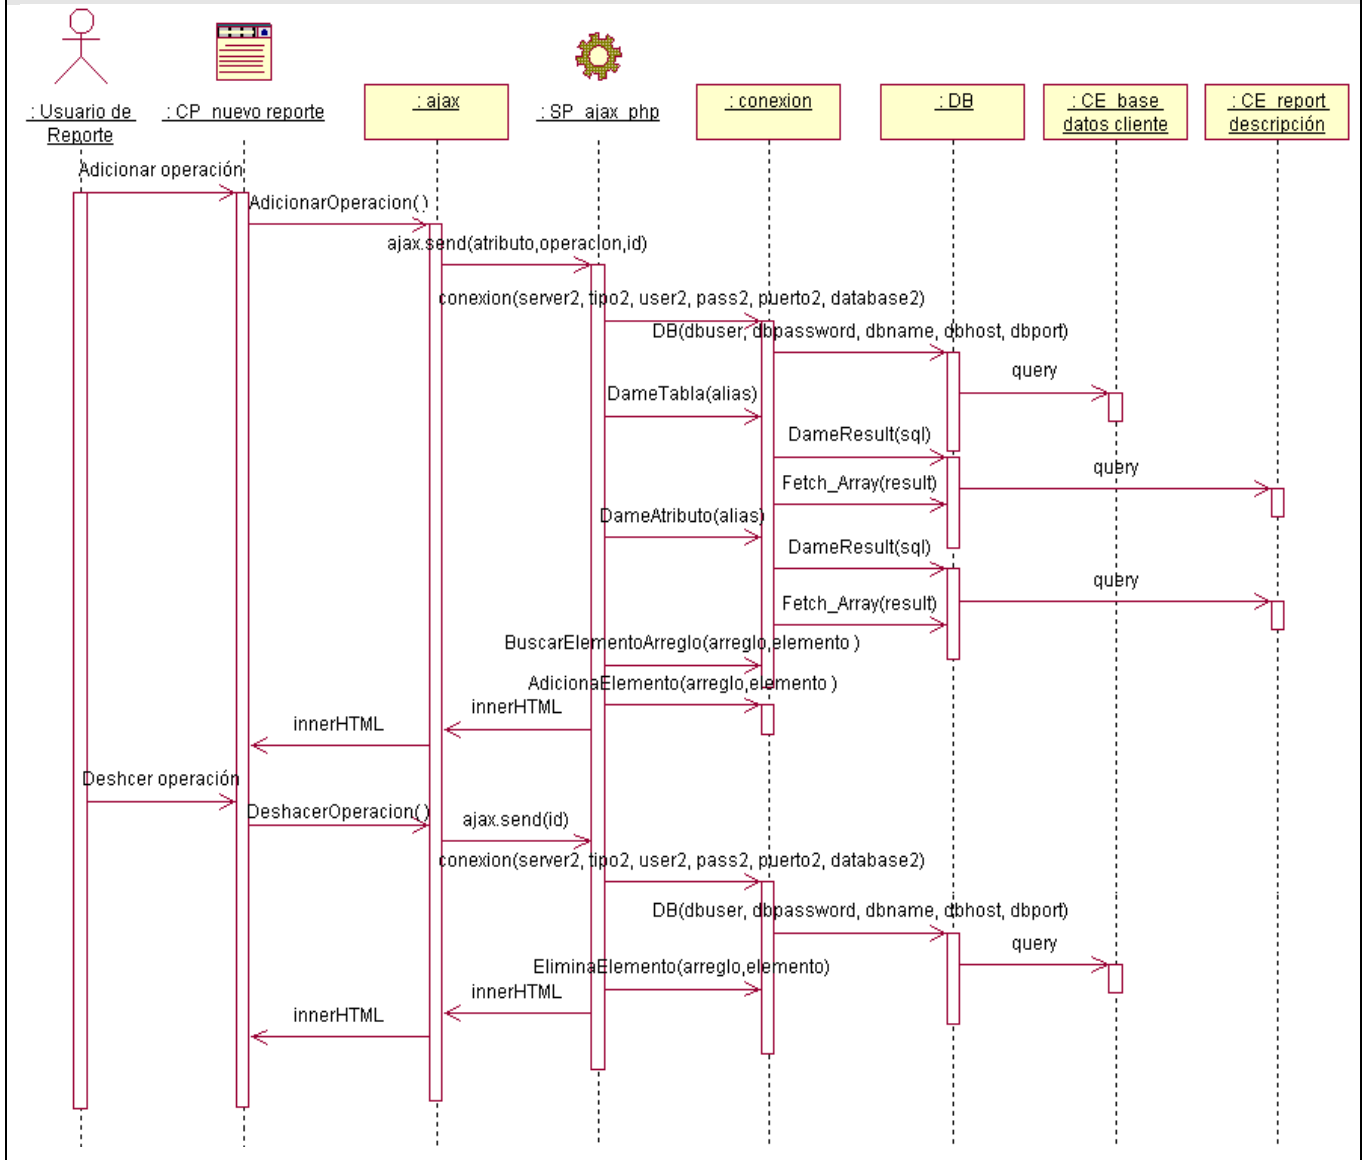 : Usuario de
Reporte
: CP_nuevo reporte
: ajax
: SP_ajax_php
: conexion
: DB
: CE_base
datos cliente
: CE_report
descripción
Adicionar operación
AdicionarOperacion()
ajax.send(atributo,operacion,id)
conexion(server2, tipo2, user2, pass2, puerto2, database2)
DB(dbuser, dbpassword, dbname, dbhost, dbport)
query
DameTabla(alias)
DameResult(sql)
query
Fetch_Array(result)
DameAtributo(alias)
DameResult(sql)
query
Fetch_Array(result)
BuscarElementoArreglo(arreglo,elemento )
AdicionaElemento(arreglo,elemento )
innerHTML
innerHTML
Deshcer operación
DeshacerOperacion()
ajax.send(id)
conexion(server2, tipo2, user2, pass2, puerto2, database2)
DB(dbuser, dbpassword, dbname, dbhost, dbport)
query
EliminaElemento(arreglo,elemento)
innerHTML
innerHTML